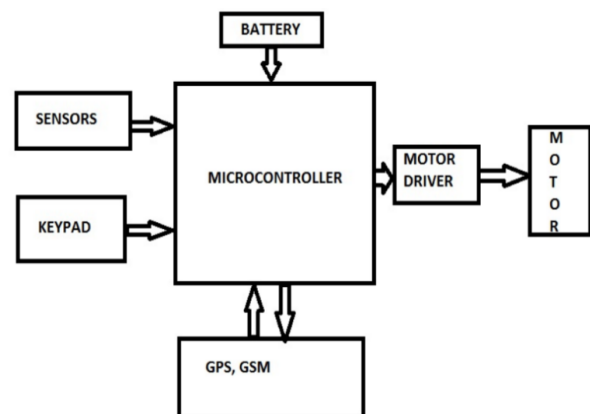 BATTERY
SENSORS
MICROCONTROLLER
MOTOR
DRIVER
M
O
T
O
R
KEYPAD
GPS, GSM